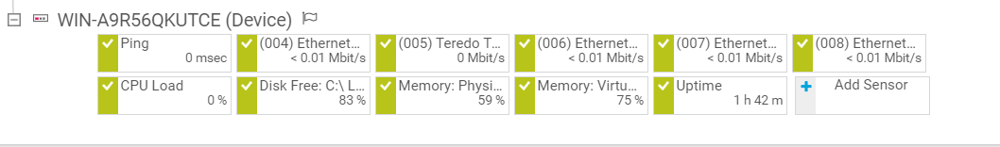 WIN-A9R56QKUTCE (Device)
Ping
0 msec
(004) Ethernet...
< 0.01 Mbit/s
(005) Teredo T...
0 Mbit/s
(006) Ethernet...
< 0.01 Mbit/s
(007) Ethernet...
< 0.01 Mbit/s
(008) Ethernet...
< 0.01 Mbit/s
CPU Load
0 %
Disk Free: C:\ L...
83 %
Memory: Physi...
59 %
Memory: Virtu...
75 %
Uptime
1 h 42 m
Add Sensor